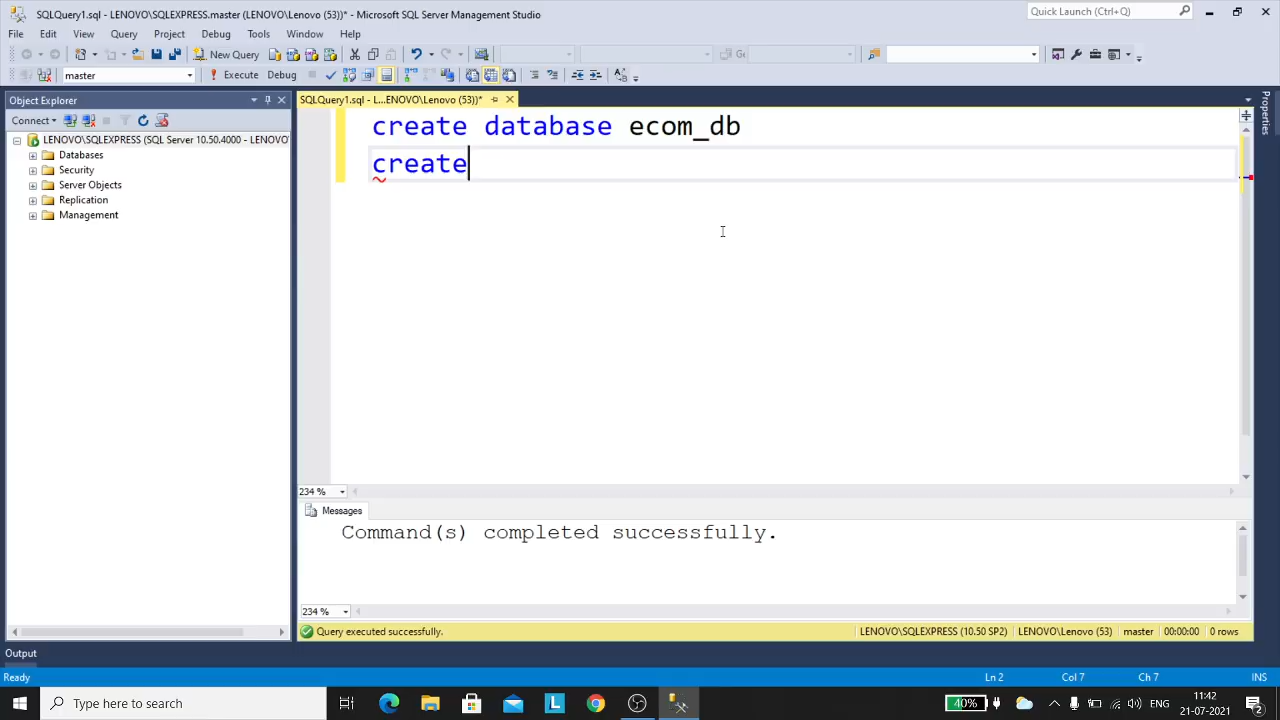 SQLQuery1.sql - LENOVO\SQLEXPRESS.master (LENOVO\Lenovo (53))* - Microsoft SQL Server Management Studio
Quick Launch (Ctrl+Q)
File Edit View Query Project Debug Tools Window Help
New Query
master
Execute Debug
Object Explorer
SQLQuery1.sql - L...ENOVO\Lenovo (53))*
Connect
LENOVO\SQLEXPRESS (SQL Server 10.50.4000 - LENOVO
Databases
Security
Server Objects
Replication
Management
create database ecom_db
create
Properties
234 %
Messages
Command(s) completed successfully.
234 %
Query executed successfully.
LENOVO\SQLEXPRESS (10.50 SP2) LENOVO\Lenovo (53) master 00:00:00 0 rows
Output
Ready
Ln 2 Col 7 Ch 7 INS
Type here to search
40%
ENG
11:42
21-07-2021
2